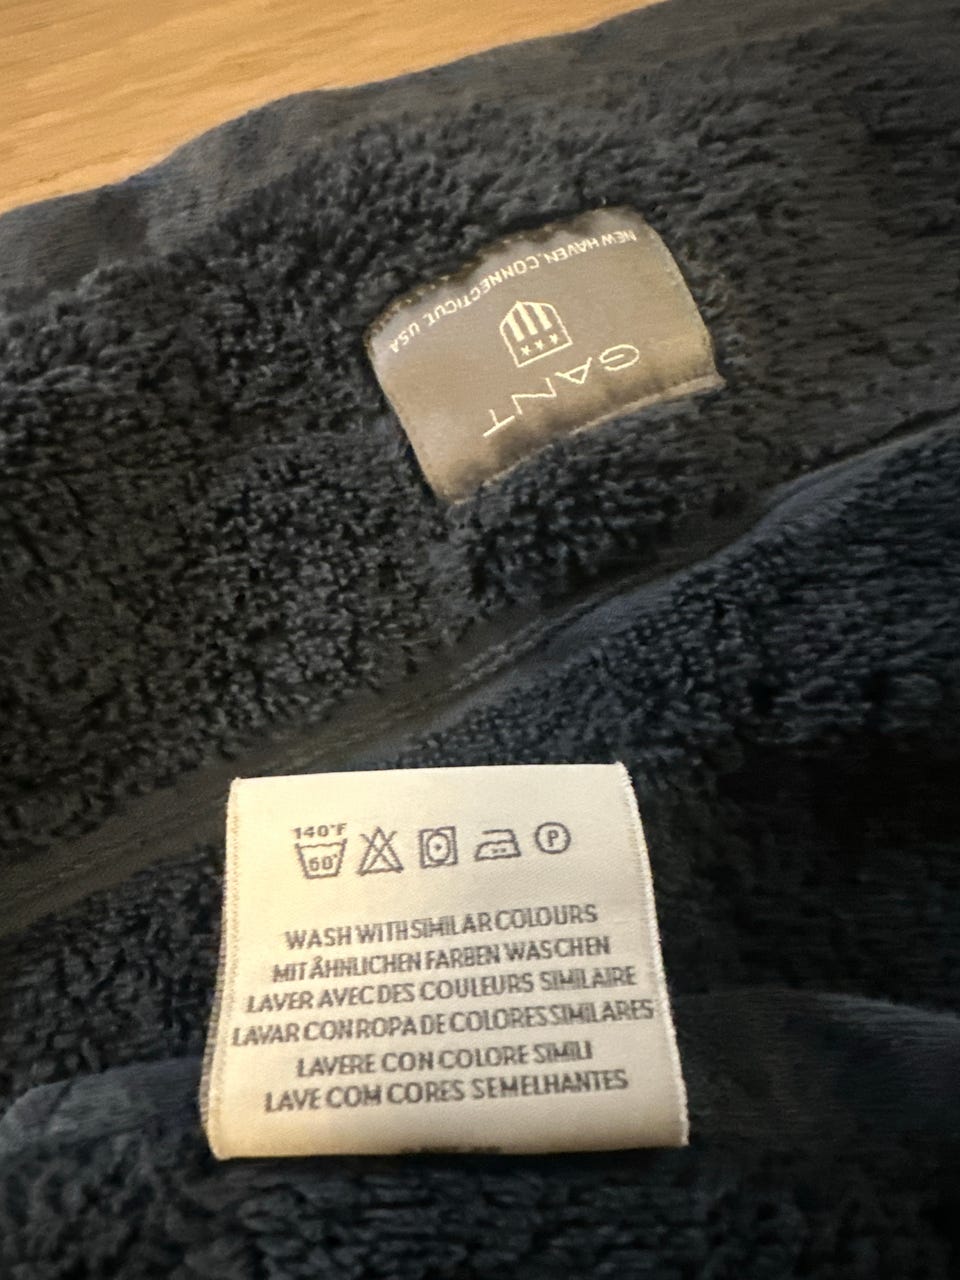 NEW HAVEN, CONNECTICUT, USA
GANT
140°F
60°
P
WASH WITH SIMILAR COLOURS
MIT ÄHNLICHEN FARBEN WASCHEN
LAVER AVEC DES COULEURS SIMILAIRE
LAVAR CON ROPA DE COLORES SIMILARES
LAVERE CON COLORE SIMILI
LAVE COM CORES SEMELHANTES